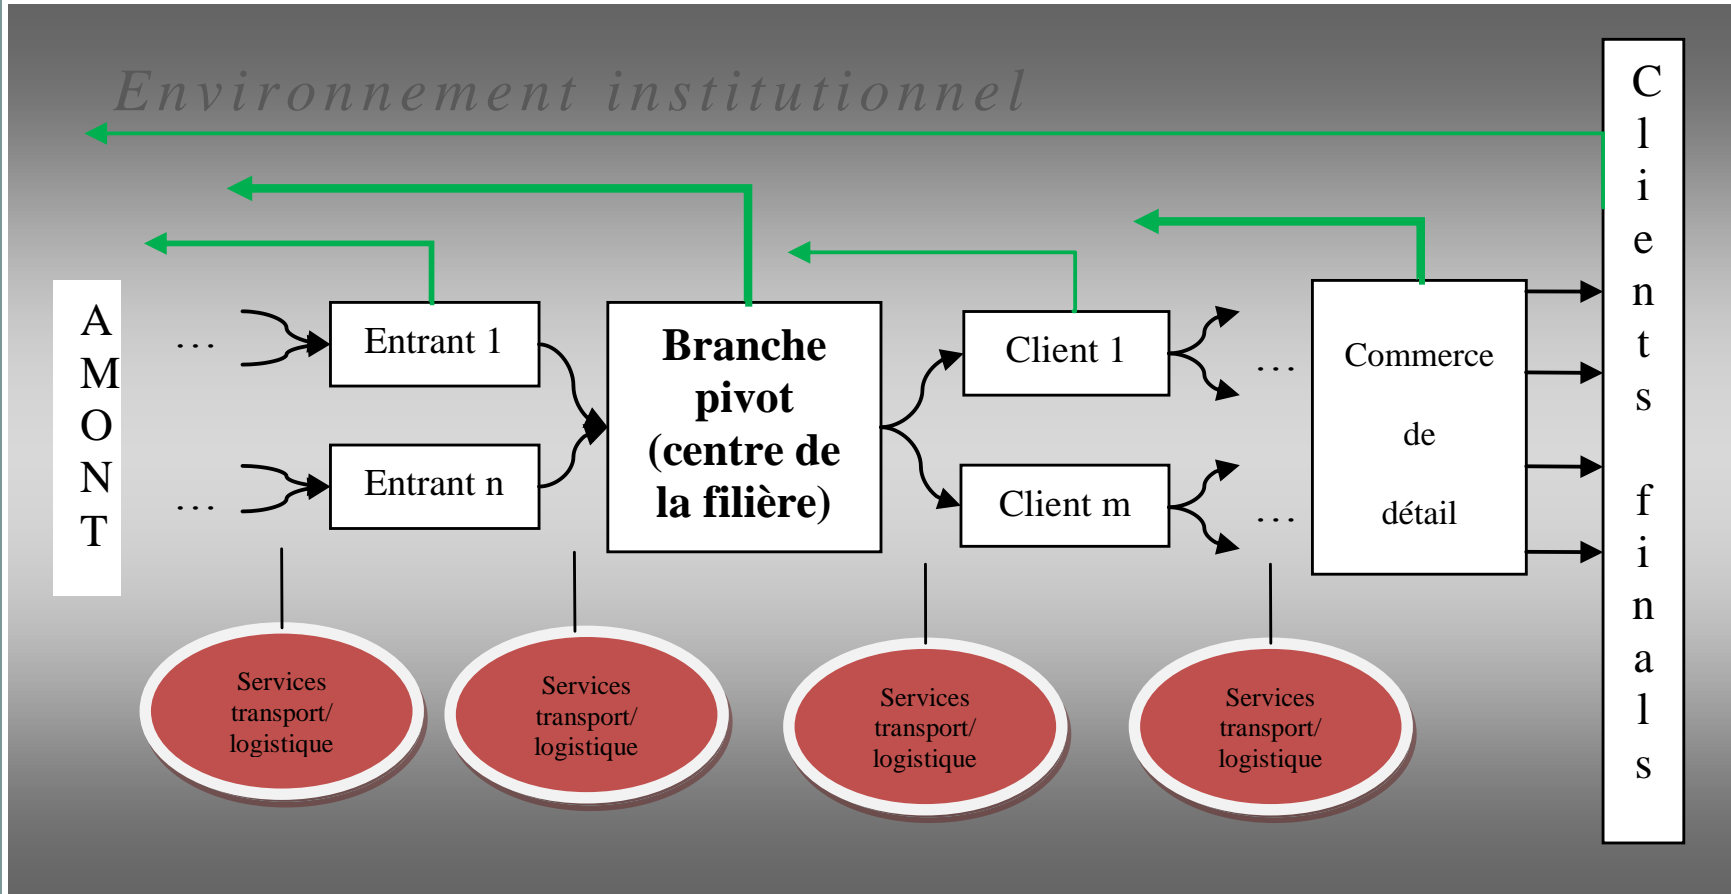 Environnement institutionnel
AMONT
…
Entrant 1
…
Entrant n
Branche
pivot
(centre de
la filière)
Client 1
Client m
…
…
Commerce
de
détail
Clients finals
Services
transport/
logistique
Services
transport/
logistique
Services
transport/
logistique
Services
transport/
logistique